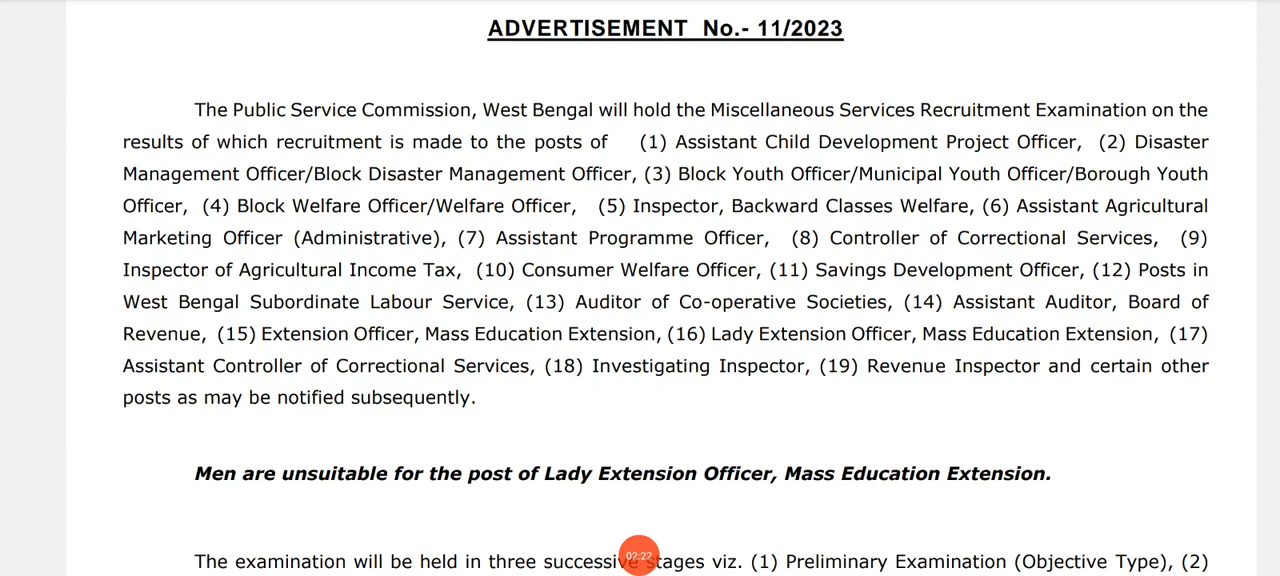 ADVERTISEMENT No.- 11/2023
The Public Service Commission, West Bengal will hold the Miscellaneous Services Recruitment Examination on the
results of which recruitment is made to the posts of (1) Assistant Child Development Project Officer, (2) Disaster
Management Officer/Block Disaster Management Officer, (3) Block Youth Officer/Municipal Youth Officer/Borough Youth
Officer, (4) Block Welfare Officer/Welfare Officer, (5) Inspector, Backward Classes Welfare, (6) Assistant Agricultural
Marketing Officer (Administrative), (7) Assistant Programme Officer, (8) Controller of Correctional Services, (9)
Inspector of Agricultural Income Tax, (10) Consumer Welfare Officer, (11) Savings Development Officer, (12) Posts in
West Bengal Subordinate Labour Service, (13) Auditor of Co-operative Societies, (14) Assistant Auditor, Board of
Revenue, (15) Extension Officer, Mass Education Extension, (16) Lady Extension Officer, Mass Education Extension, (17)
Assistant Controller of Correctional Services, (18) Investigating Inspector, (19) Revenue Inspector and certain other
posts as may be notified subsequently.
Men are unsuitable for the post of Lady Extension Officer, Mass Education Extension.
The examination will be held in three successive stages viz. (1) Preliminary Examination (Objective Type), (2)
02:22